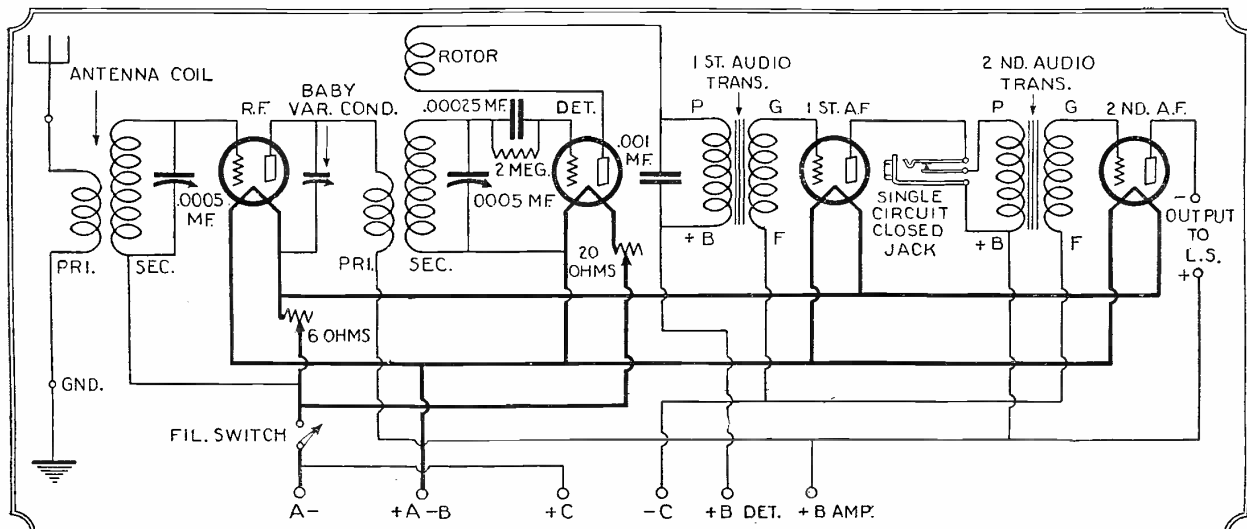 ANTENNA COIL
R.F.
BABY
VAR. COND.
ROTOR
.00025 MF.
DET.
2 MEG.
.001
MF.
1 ST. AUDIO
TRANS.
P
G
1 ST. A.F
2 ND. AUDIO
TRANS.
P
G
2 ND. A.F.
.0005
MF.
.0005 MF
SINGLE
CIRCUIT
CLOSED
JACK
-
OUTPUT
TO
L.S.
+
PRI.
SEC.
PRI.
SEC.
20
OHMS
+ B
F
+ B
F
6 OHMS
GND.
FIL. SWITCH
A-
+A -B
+C
-C
+B DET.
+B AMP.